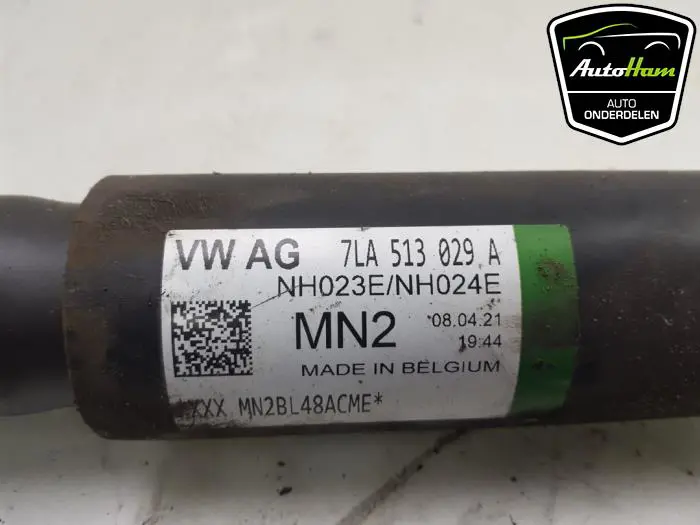 AutoHam
AUTO
ONDERDELEN
VW AG 7LA 513 029 A
NH023E/NH024E
MN2 08.04.21
19:44
MADE IN BELGIUM
XXX MN2BL48ACME*